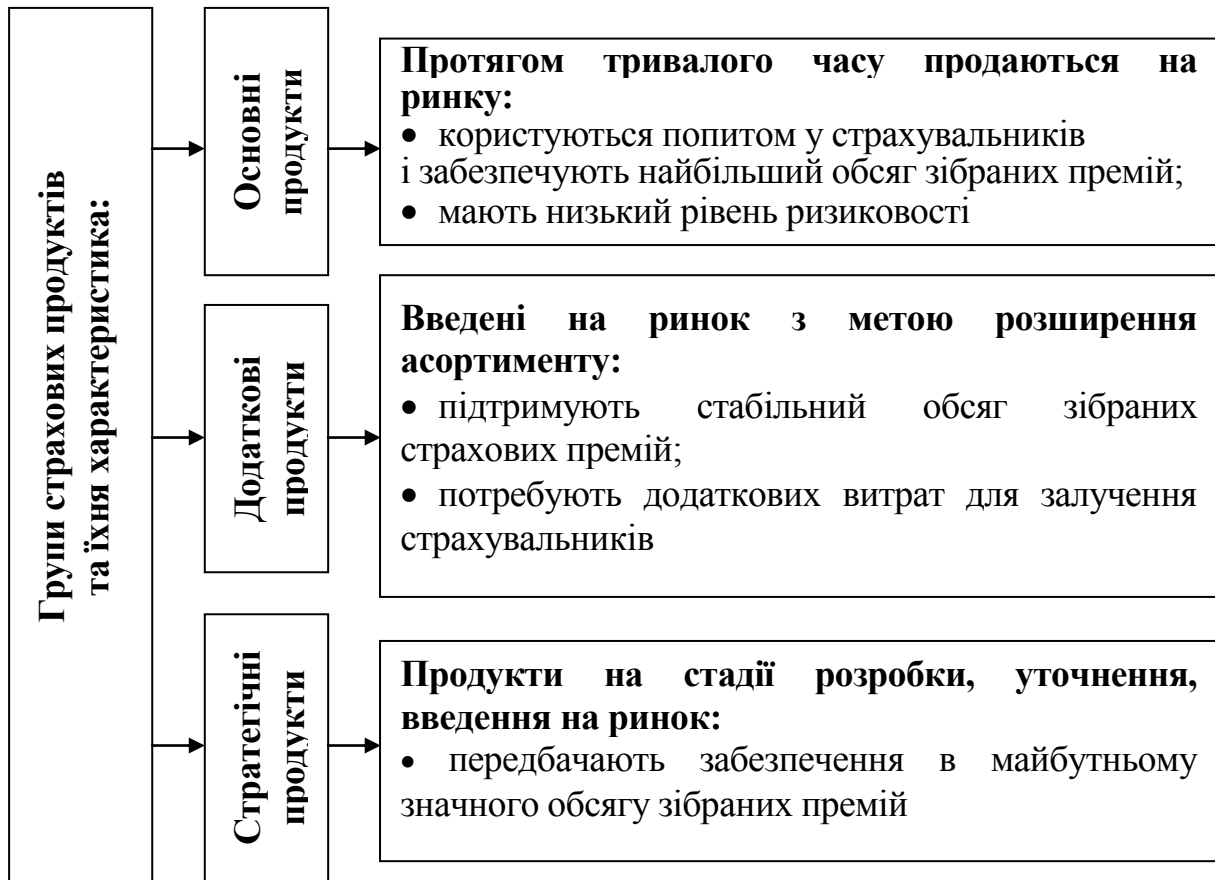 Групи страхових продуктів
та їхня характеристика:
Основні
продукти
Протягом тривалого часу продаються на
ринку:
• користуються попитом у страхувальників
і забезпечують найбільший обсяг зібраних премій;
• мають низький рівень ризиковості
Додаткові
продукти
Введені на ринок з метою розширення
асортименту:
• підтримують стабільний обсяг зібраних
страхових премій;
• потребують додаткових витрат для залучення
страхувальників
Стратегічні
продукти
Продукти на стадії розробки, уточнення,
введення на ринок:
• передбачають забезпечення в майбутньому
значного обсягу зібраних премій